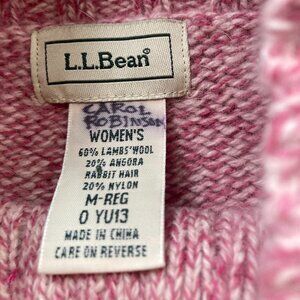 L.L.Bean®
CAROL
ROBINSON
WOMEN'S
60% LAMBS' WOOL
20% ANGORA
RABBIT HAIR
20% NYLON
M-REG
0 YU13
MADE IN CHINA
CARE ON REVERSE